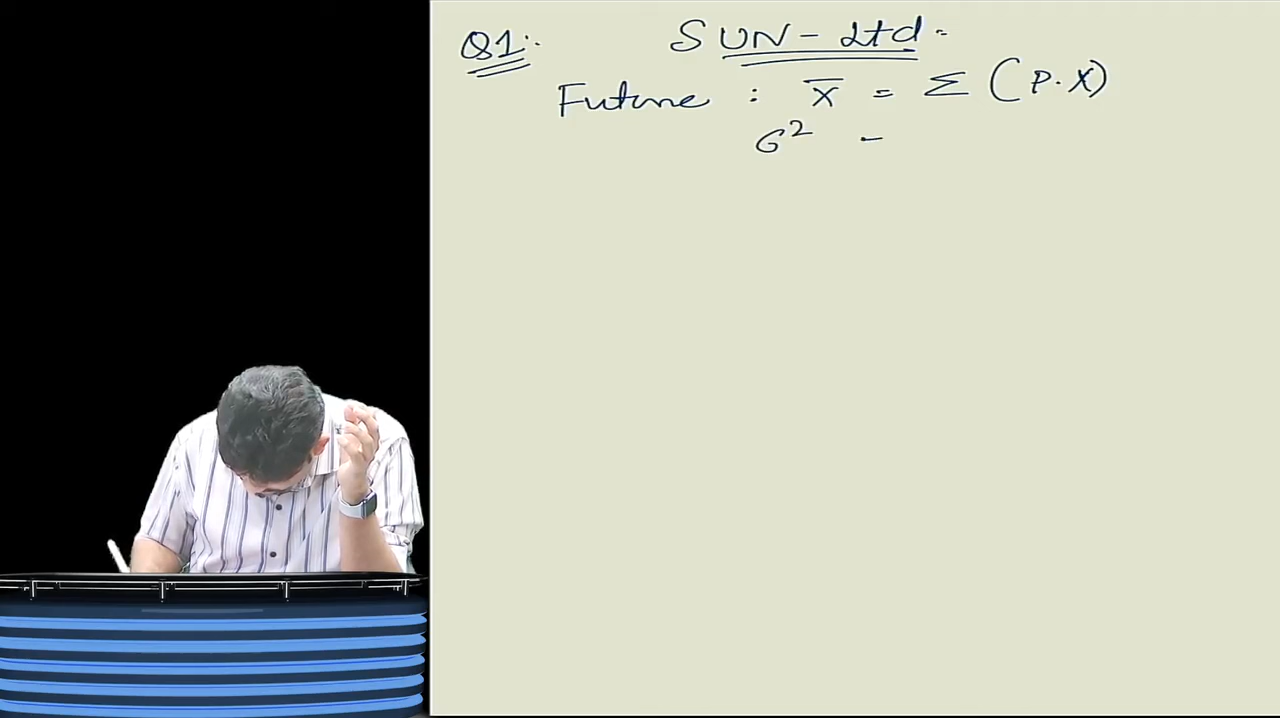 Q1:.
SUN - Ltd.
Future : x̄ = Σ (P.X)
σ² -